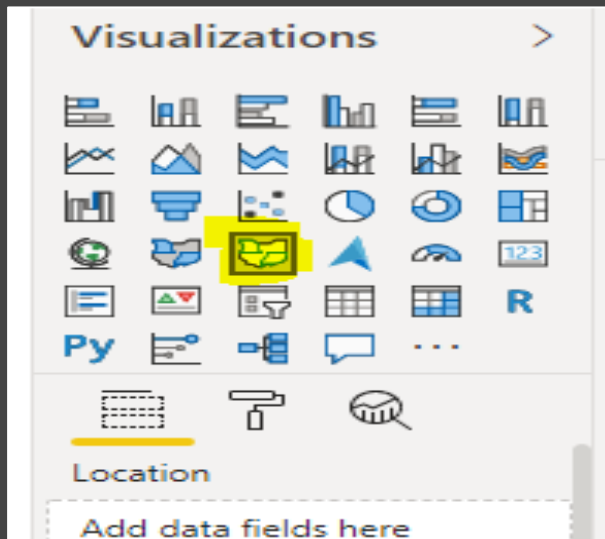 Visualizations
123
R
Py
Location
Add data fields here